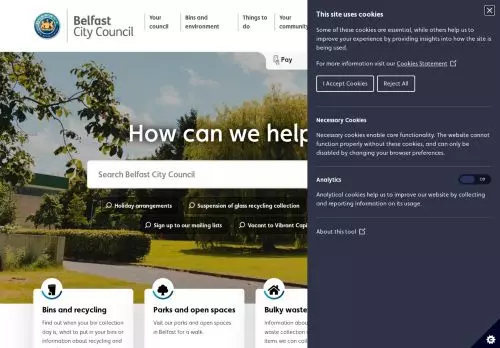 Belfast
City Council
Your
council
Bins and
environment
Things to
do
Your
community
Pay
How can we help
Search Belfast City Council
Holiday arrangements
Suspension of glass recycling collection
Sign up to our mailing lists
Vacant to Vibrant Capi
Bins and recycling
Find out when your bin collection
day is, what to put in your bins or
information about recycling and
Parks and open spaces
Visit our parks and open spaces
in Belfast for a walk.
Bulky waste
Information about
waste collection
items we can coll
This site uses cookies
Some of these cookies are essential, while others help us to
improve your experience by providing insights into how the site is
being used.
For more information visit our Cookies Statement
I Accept Cookies
Reject All
Necessary Cookies
Necessary cookies enable core functionality. The website cannot
function properly without these cookies, and can only be
disabled by changing your browser preferences.
Analytics
Off
Analytical cookies help us to improve our website by collecting
and reporting information on its usage.
About this tool